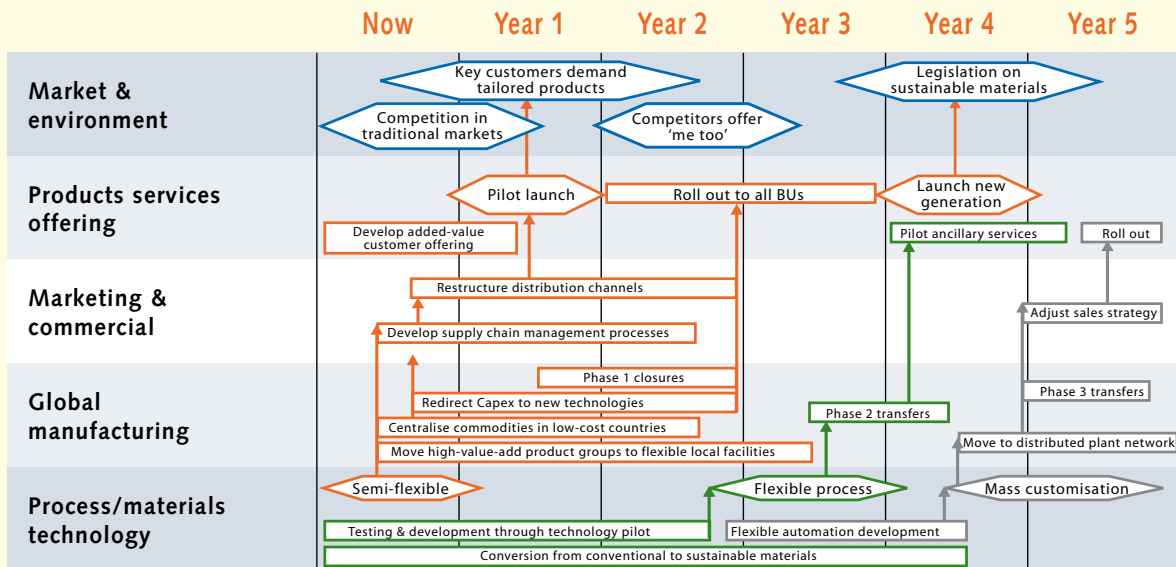 Now Year 1 Year 2 Year 3 Year 4 Year 5
Market &
environment
Key customers demand
tailored products
Legislation on
sustainable materials
Competition in
traditional markets
Competitors offer
‘me too’
Products services
offering
Pilot launch
Roll out to all BUs
Launch new
generation
Develop added-value
customer offering
Pilot ancillary services
Roll out
Marketing &
commercial
Restructure distribution channels
Adjust sales strategy
Develop supply chain management processes
Global
manufacturing
Phase 1 closures
Phase 3 transfers
Redirect Capex to new technologies
Phase 2 transfers
Centralise commodities in low-cost countries
Move to distributed plant network
Move high-value-add product groups to flexible local facilities
Process/materials
technology
Semi-flexible
Flexible process
Mass customisation
Testing & development through technology pilot
Flexible automation development
Conversion from conventional to sustainable materials